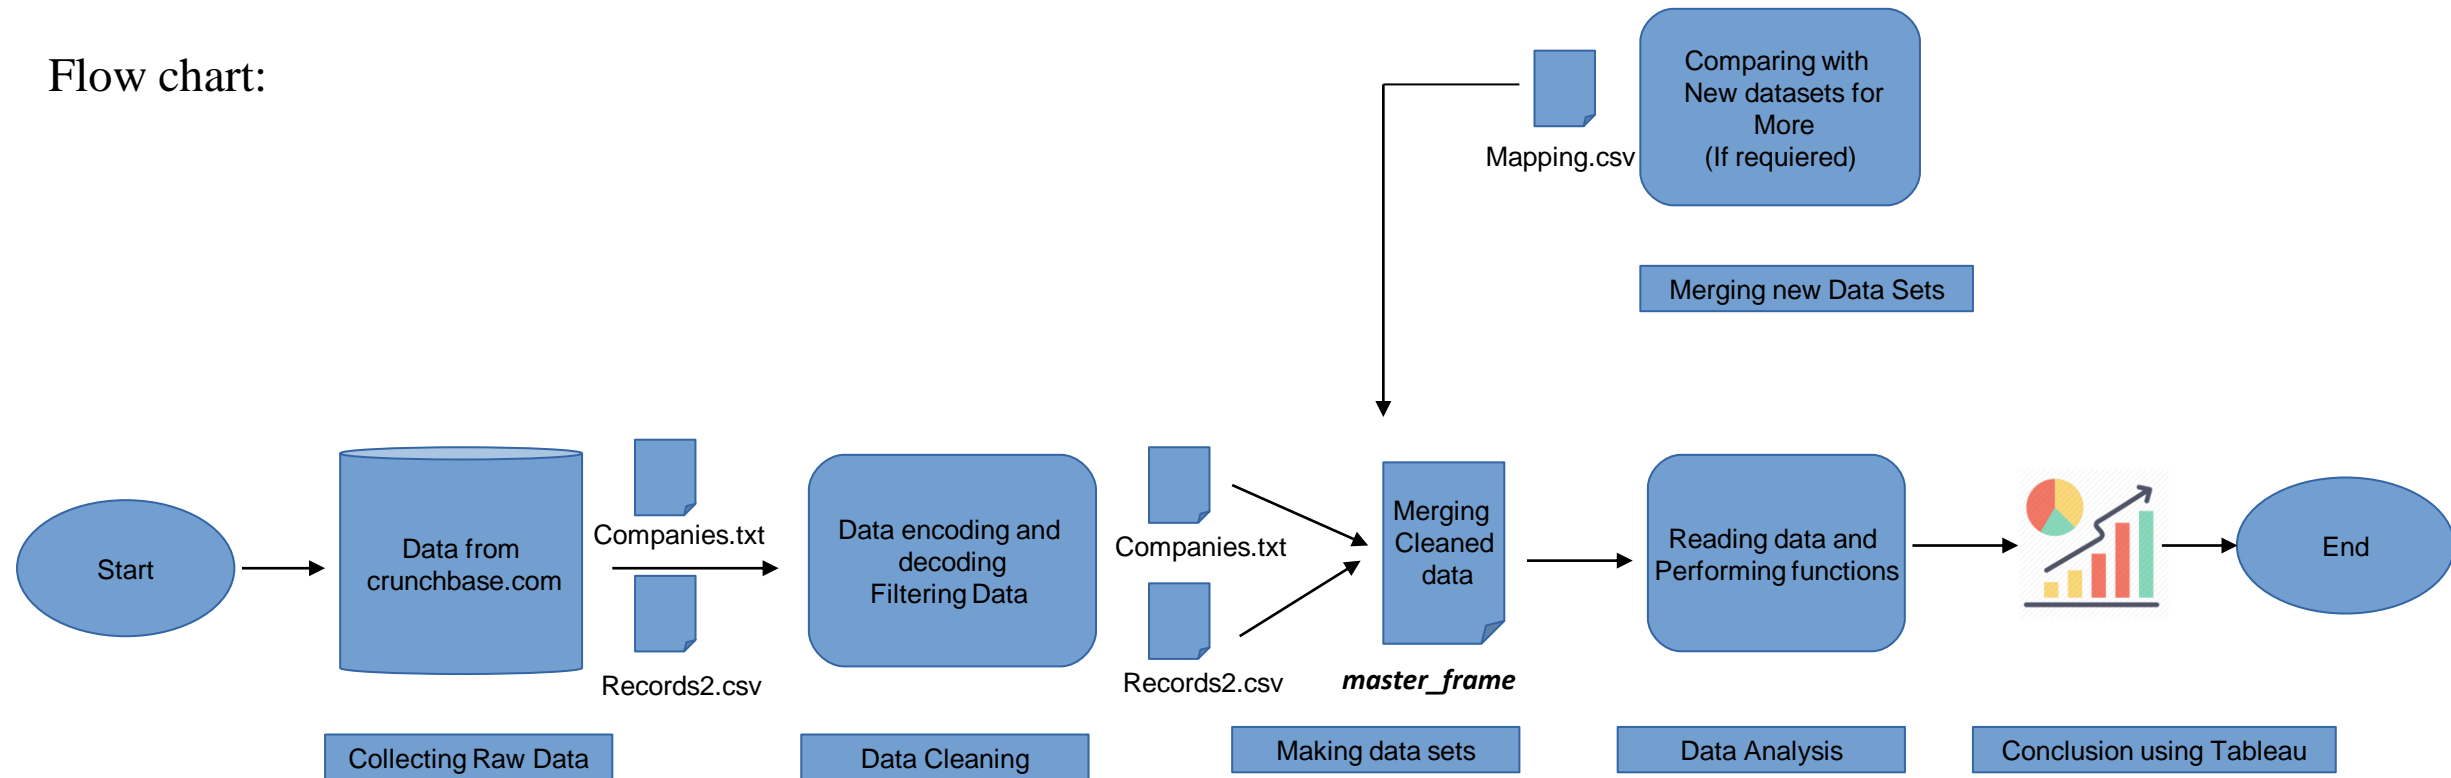 Flow chart:
Comparing with
New datasets for
More
(If requiered)
Mapping.csv
Merging new Data Sets
Start
Data from
crunchbase.com
Companies.txt
Records2.csv
Data encoding and
decoding
Filtering Data
Companies.txt
Records2.csv
Merging
Cleaned
data
master_frame
Reading data and
Performing functions
End
Collecting Raw Data
Data Cleaning
Making data sets
Data Analysis
Conclusion using Tableau